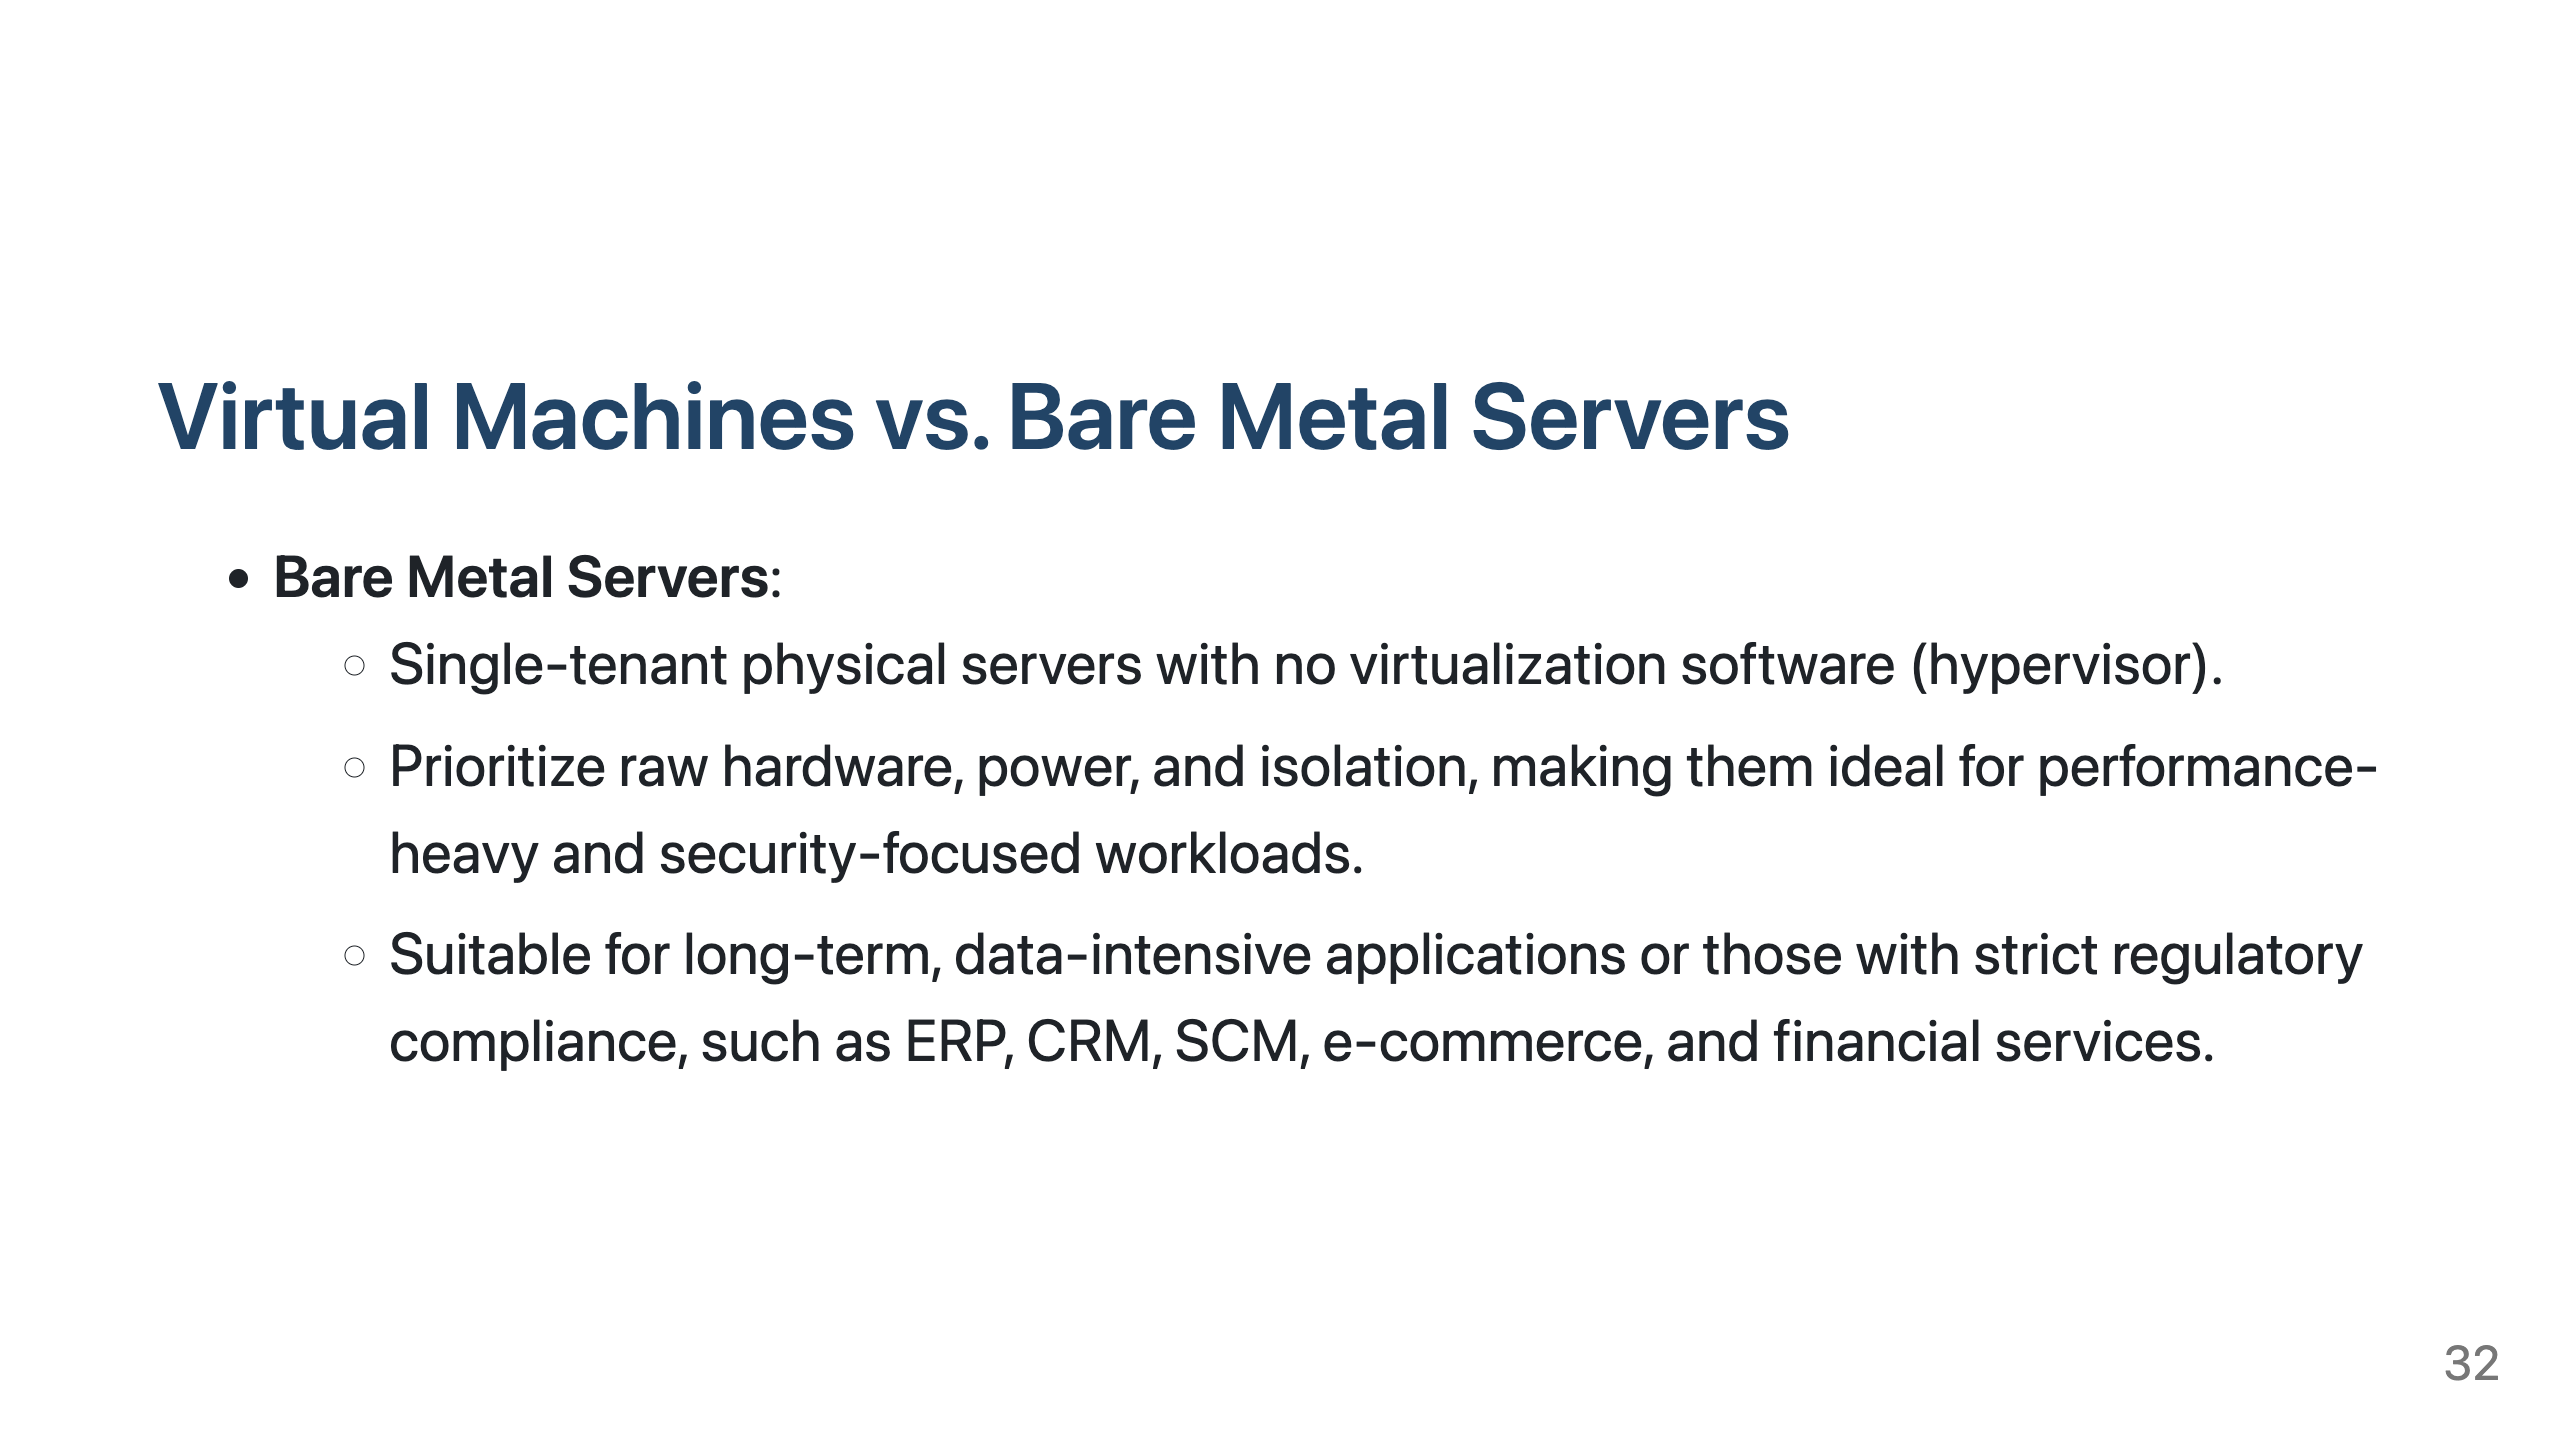 Virtual Machines vs. Bare Metal Servers
• Bare Metal Servers:
○ Single-tenant physical servers with no virtualization software (hypervisor).
○ Prioritize raw hardware, power, and isolation, making them ideal for performance-
heavy and security-focused workloads.
○ Suitable for long-term, data-intensive applications or those with strict regulatory
compliance, such as ERP, CRM, SCM, e-commerce, and financial services.
32